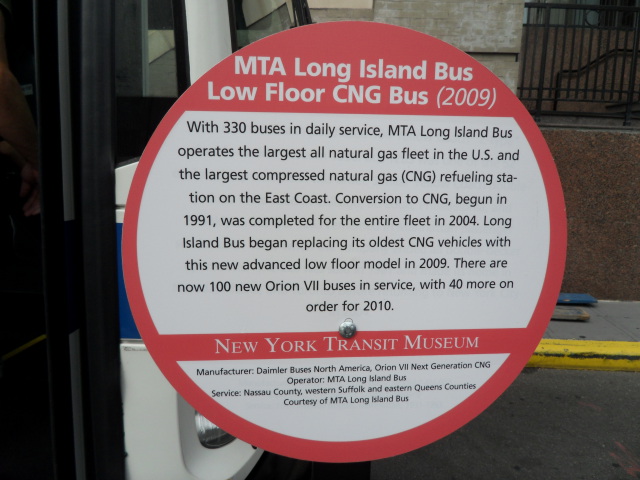 MTA Long Island Bus
Low Floor CNG Bus (2009)
With 330 buses in daily service, MTA Long Island Bus
operates the largest all natural gas fleet in the U.S. and
the largest compressed natural gas (CNG) refueling sta-
tion on the East Coast. Conversion to CNG, begun in
1991, was completed for the entire fleet in 2004. Long
Island Bus began replacing its oldest CNG vehicles with
this new advanced low floor model in 2009. There are
now 100 new Orion VII buses in service, with 40 more on
order for 2010.
NEW YORK TRANSIT MUSEUM
Manufacturer: Daimler Buses North America, Orion VII Next Generation CNG
Operator: MTA Long Island Bus
Service: Nassau County, western Suffolk and eastern Queens Counties
Courtesy of MTA Long Island Bus